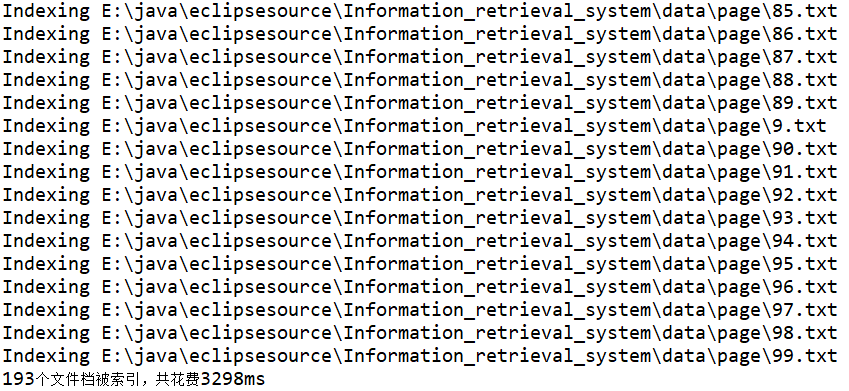 Indexing E:\java\eclipsesource\Information_retrieval_system\data\page\85.txt
Indexing E:\java\eclipsesource\Information_retrieval_system\data\page\86.txt
Indexing E:\java\eclipsesource\Information_retrieval_system\data\page\87.txt
Indexing E:\java\eclipsesource\Information_retrieval_system\data\page\88.txt
Indexing E:\java\eclipsesource\Information_retrieval_system\data\page\89.txt
Indexing E:\java\eclipsesource\Information_retrieval_system\data\page\9.txt
Indexing E:\java\eclipsesource\Information_retrieval_system\data\page\90.txt
Indexing E:\java\eclipsesource\Information_retrieval_system\data\page\91.txt
Indexing E:\java\eclipsesource\Information_retrieval_system\data\page\92.txt
Indexing E:\java\eclipsesource\Information_retrieval_system\data\page\93.txt
Indexing E:\java\eclipsesource\Information_retrieval_system\data\page\94.txt
Indexing E:\java\eclipsesource\Information_retrieval_system\data\page\95.txt
Indexing E:\java\eclipsesource\Information_retrieval_system\data\page\96.txt
Indexing E:\java\eclipsesource\Information_retrieval_system\data\page\97.txt
Indexing E:\java\eclipsesource\Information_retrieval_system\data\page\98.txt
Indexing E:\java\eclipsesource\Information_retrieval_system\data\page\99.txt
193个文件档被索引，共花费3298ms